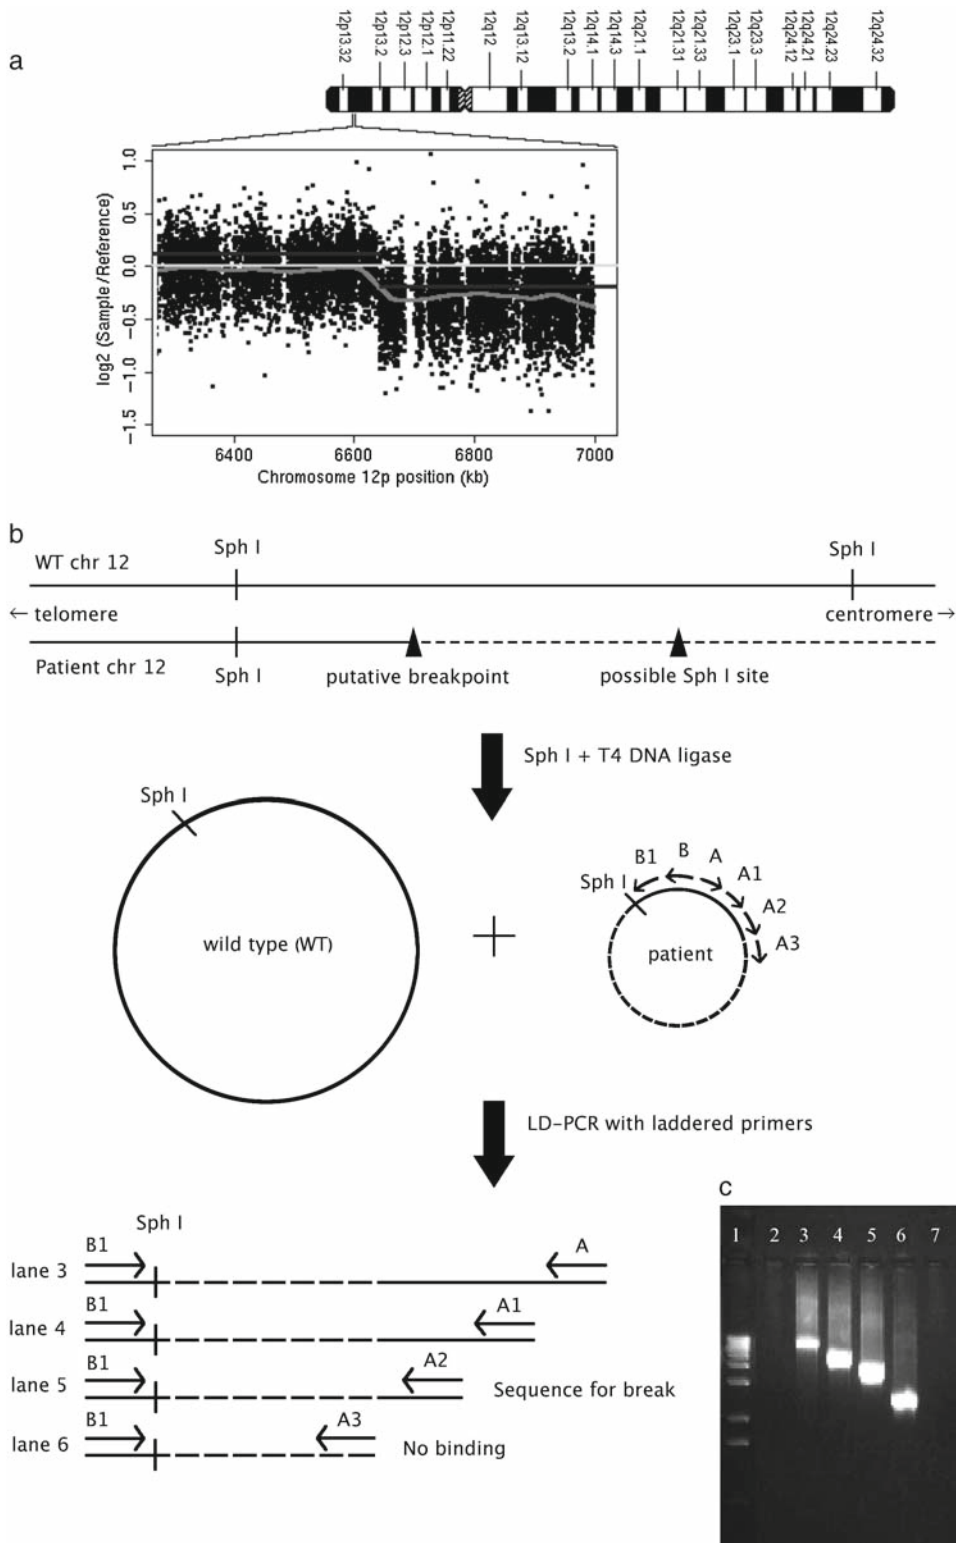 a
12p13.32 12p13.2 12p12.3 12p12.1 12p11.22 12q12 12q13.12 12q13.2 12q14.1 12q14.3 12q21.1 12q21.31 12q21.33 12q23.1 12q23.3 12q24.12 12q24.21 12q24.23 12q24.32
log2 (Sample/Reference)
1.0
0.5
0.0
−0.5
−1.0
−1.5
6400 6600 6800 7000
Chromosome 12p position (kb)
b
Sph I Sph I
WT chr 12
← telomere centromere →
Patient chr 12 Sph I putative breakpoint possible Sph I site
Sph I + T4 DNA ligase
Sph I
wild type (WT)
B1 B A A1 A2 A3
Sph I
patient
LD-PCR with laddered primers
Sph I
lane 3 B1 A
lane 4 B1 A1
lane 5 B1 A2 Sequence for break
lane 6 B1 A3 No binding
c
1 2 3 4 5 6 7